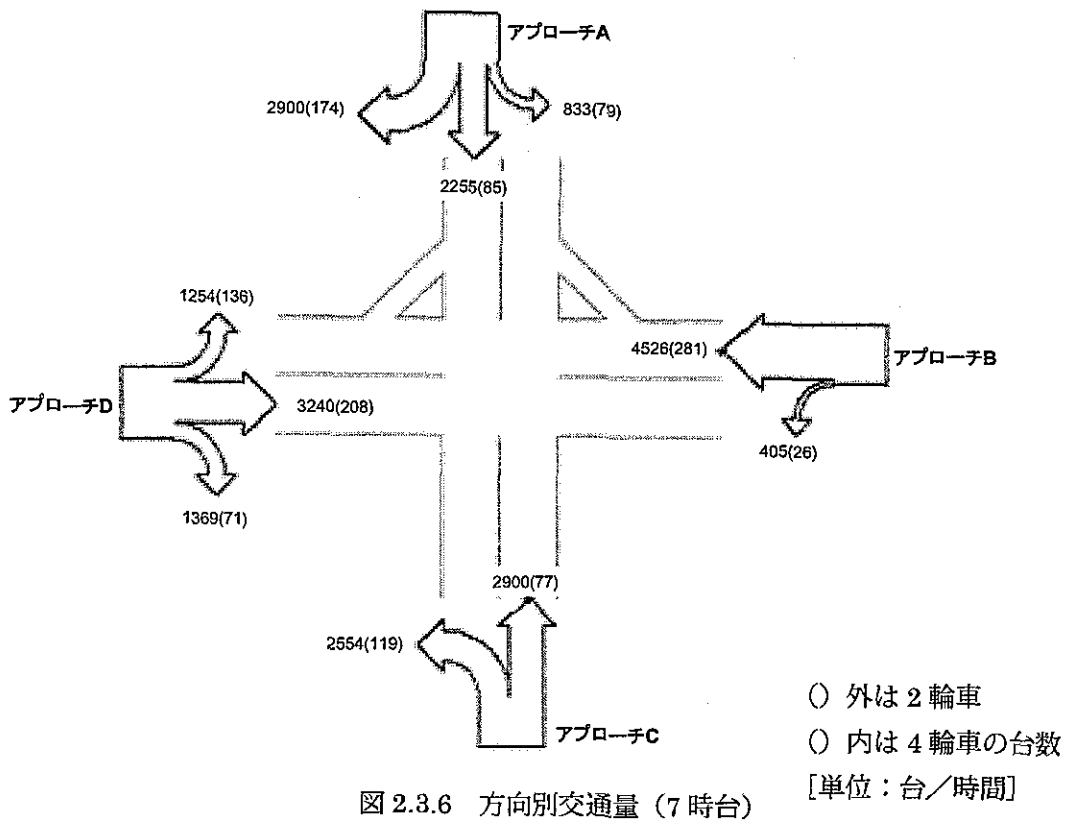 アプローチA
2900(174)
833(79)
2255(85)
1254(136)
4526(281)
アプローチB
アプローチD
3240(208)
405(26)
1369(71)
2900(77)
2554(119)
アプローチC
() 外は 2 輪車
() 内は 4 輪車の台数
[単位：台／時間]
図 2.3.6 方向別交通量（7 時台）